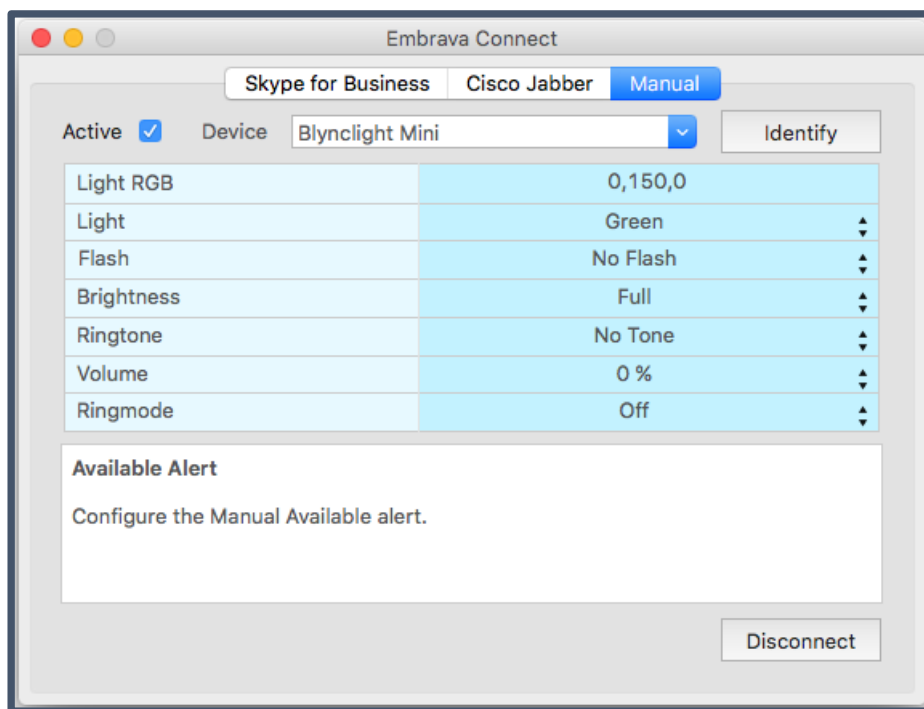 Embrava Connect
Skype for Business Cisco Jabber Manual
Active Device Blynclight Mini Identify
Light RGB 0,150,0
Light Green
Flash No Flash
Brightness Full
Ringtone No Tone
Volume 0 %
Ringmode Off
Available Alert
Configure the Manual Available alert.
Disconnect